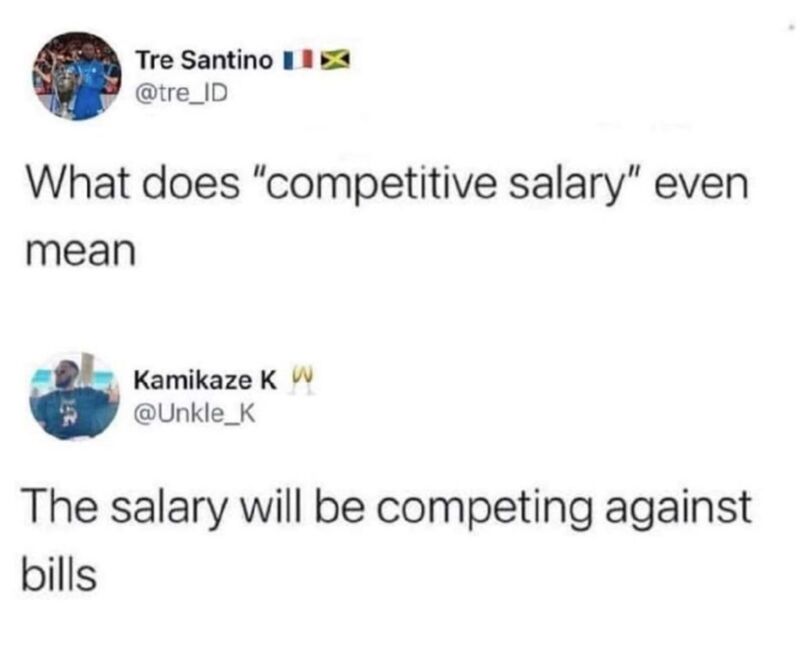 Tre Santino 🇫🇷🇯🇲
@tre_ID
What does "competitive salary" even
mean
Kamikaze K 🥂
@Unkle_K
The salary will be competing against
bills